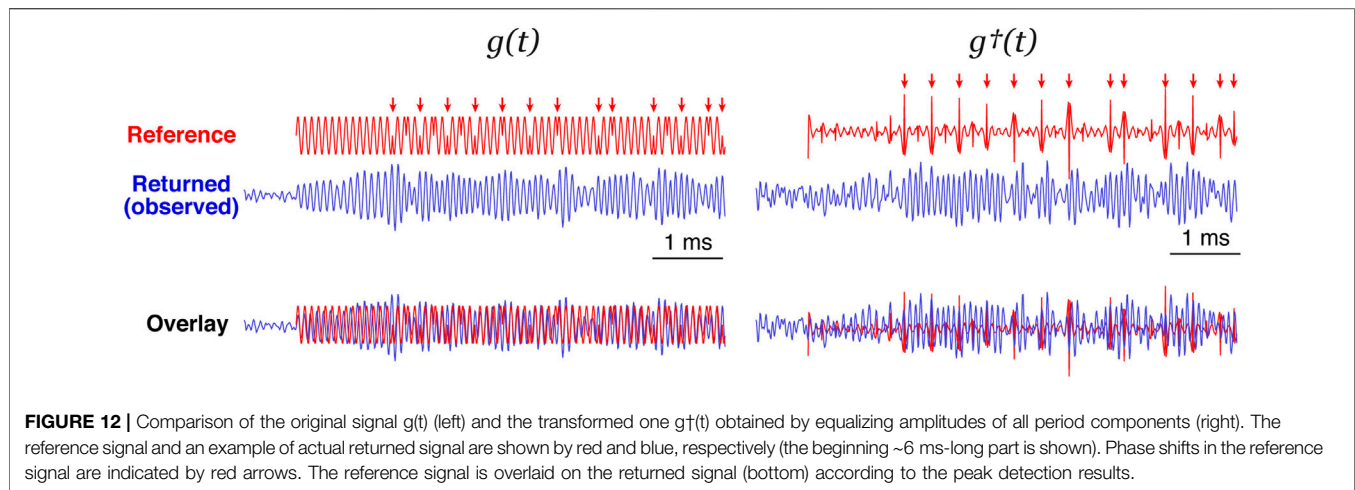 g(t)
g†(t)
Reference
Returned
(observed)
1 ms
1 ms
Overlay
FIGURE 12 | Comparison of the original signal g(t) (left) and the transformed one g†(t) obtained by equalizing amplitudes of all period components (right). The
reference signal and an example of actual returned signal are shown by red and blue, respectively (the beginning ~6 ms-long part is shown). Phase shifts in the reference
signal are indicated by red arrows. The reference signal is overlaid on the returned signal (bottom) according to the peak detection results.